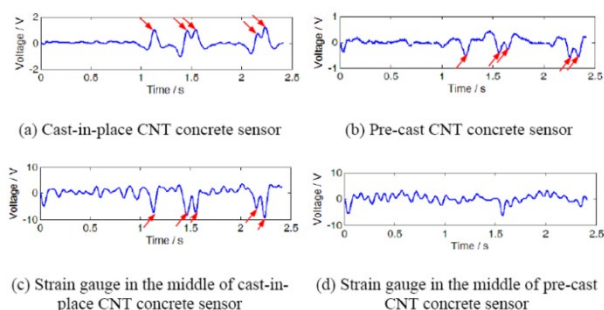 2
0
-2
Voltage / V
0 0.5 1 1.5 2 2.5
Time / s
(a) Cast-in-place CNT concrete sensor
1
0
-1
Voltage / V
0 0.5 1 1.5 2 2.5
Time / s
(b) Pre-cast CNT concrete sensor
10
0
-10
Voltage / V
0 0.5 1 1.5 2 2.5
Time / s
(c) Strain gauge in the middle of cast-in-
place CNT concrete sensor
10
0
-10
Voltage / V
0 0.5 1 1.5 2 2.5
Time / s
(d) Strain gauge in the middle of pre-cast
CNT concrete sensor